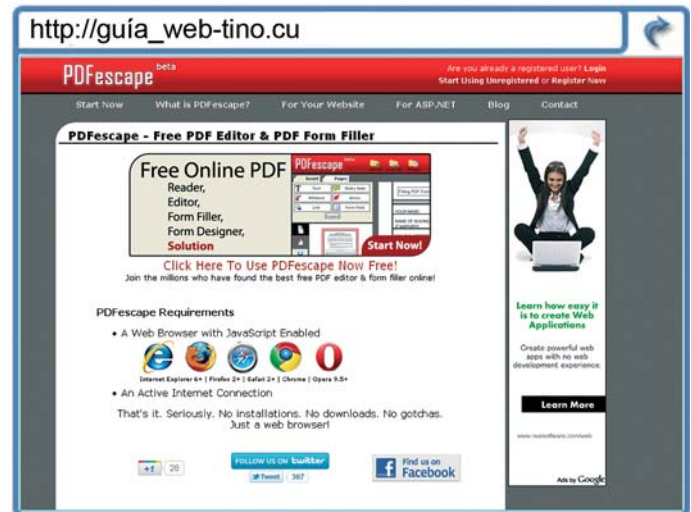 http://guía_web-tino.cu
PDFescape beta
Are you already a registered user? Login
Start Using Unregistered or Register Now
Start Now What is PDFescape? For Your Website For ASP.NET Blog Contact
PDFescape - Free PDF Editor & PDF Form Filler
Free Online PDF
Reader,
Editor,
Form Filler,
Form Designer,
Solution
PDFescape
Start Now!
Click Here To Use PDFescape Now Free!
Join the millions who have found the best free PDF editor & form filler online!
PDFescape Requirements
• A Web Browser with JavaScript Enabled
Internet Explorer 6+ | Firefox 2+ | Safari 2+ | Chrome | Opera 9.5+
• An Active Internet Connection
That's it. Seriously. No installations. No downloads. No gotchas.
Just a web browser!
+1 28
FOLLOW US ON twitter
Tweet 367
Find us on
Facebook
Learn how easy it
is to create Web
Applications
Create powerful web
apps with no web
development experience.
Learn More
Ads by Google